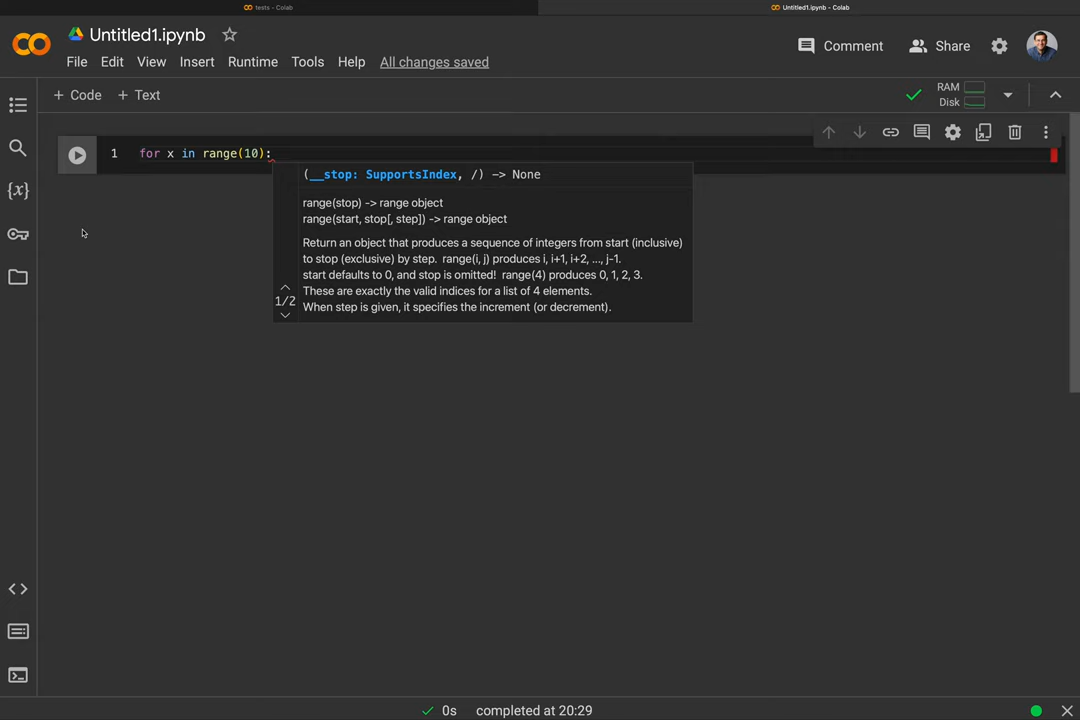 tests - Colab
Untitled1.ipynb - Colab
Untitled1.ipynb
Comment
Share
File Edit View Insert Runtime Tools Help All changes saved
+ Code + Text
RAM
Disk
1 for x in range(10):
(__stop: SupportsIndex, /) -> None
range(stop) -> range object
range(start, stop[, step]) -> range object
Return an object that produces a sequence of integers from start (inclusive)
to stop (exclusive) by step. range(i, j) produces i, i+1, i+2, ..., j-1.
start defaults to 0, and stop is omitted! range(4) produces 0, 1, 2, 3.
These are exactly the valid indices for a list of 4 elements.
When step is given, it specifies the increment (or decrement).
1/2
{x}
0s completed at 20:29